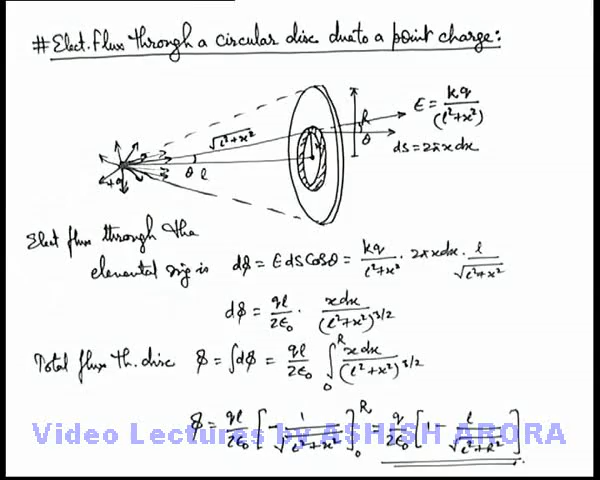 # Elect. Flux through a circular disc due to a point charge:
R
√(l²+x²)
E = kq/(l²+x²)
θ
dS = 2πx dx
x
θ l
+q
Elect flux through the
elemental ring is dϕ = E dS Cosθ = kq/(l²+x²) · 2πx dx · l/√(l²+x²)
dϕ = ql/2ε₀ · x dx/(l²+x²)^3/2
Total flux th. disc ϕ = ∫dϕ = ql/2ε₀ ∫₀ᴿ x dx/(l²+x²)^3/2
ϕ = ql/2ε₀ [-1/√(l²+x²)]₀ᴿ = q/2ε₀ [1 - l/√(l²+R²)]
Video Lectures by ASHISH ARORA